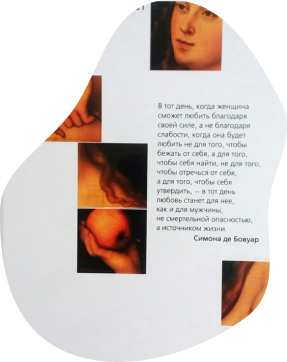 В тот день, когда женщина
сможет любить благодаря
своей силе, а не благодаря
слабости, когда она будет
любить не для того, чтобы
бежать от себя, а для того,
чтобы себя найти, не для того,
чтобы отречься от себя,
а для того, чтобы себя
утвердить, – в тот день
любовь станет для нее,
как и для мужчины,
не смертельной опасностью,
а источником жизни.
Симона де Бовуар